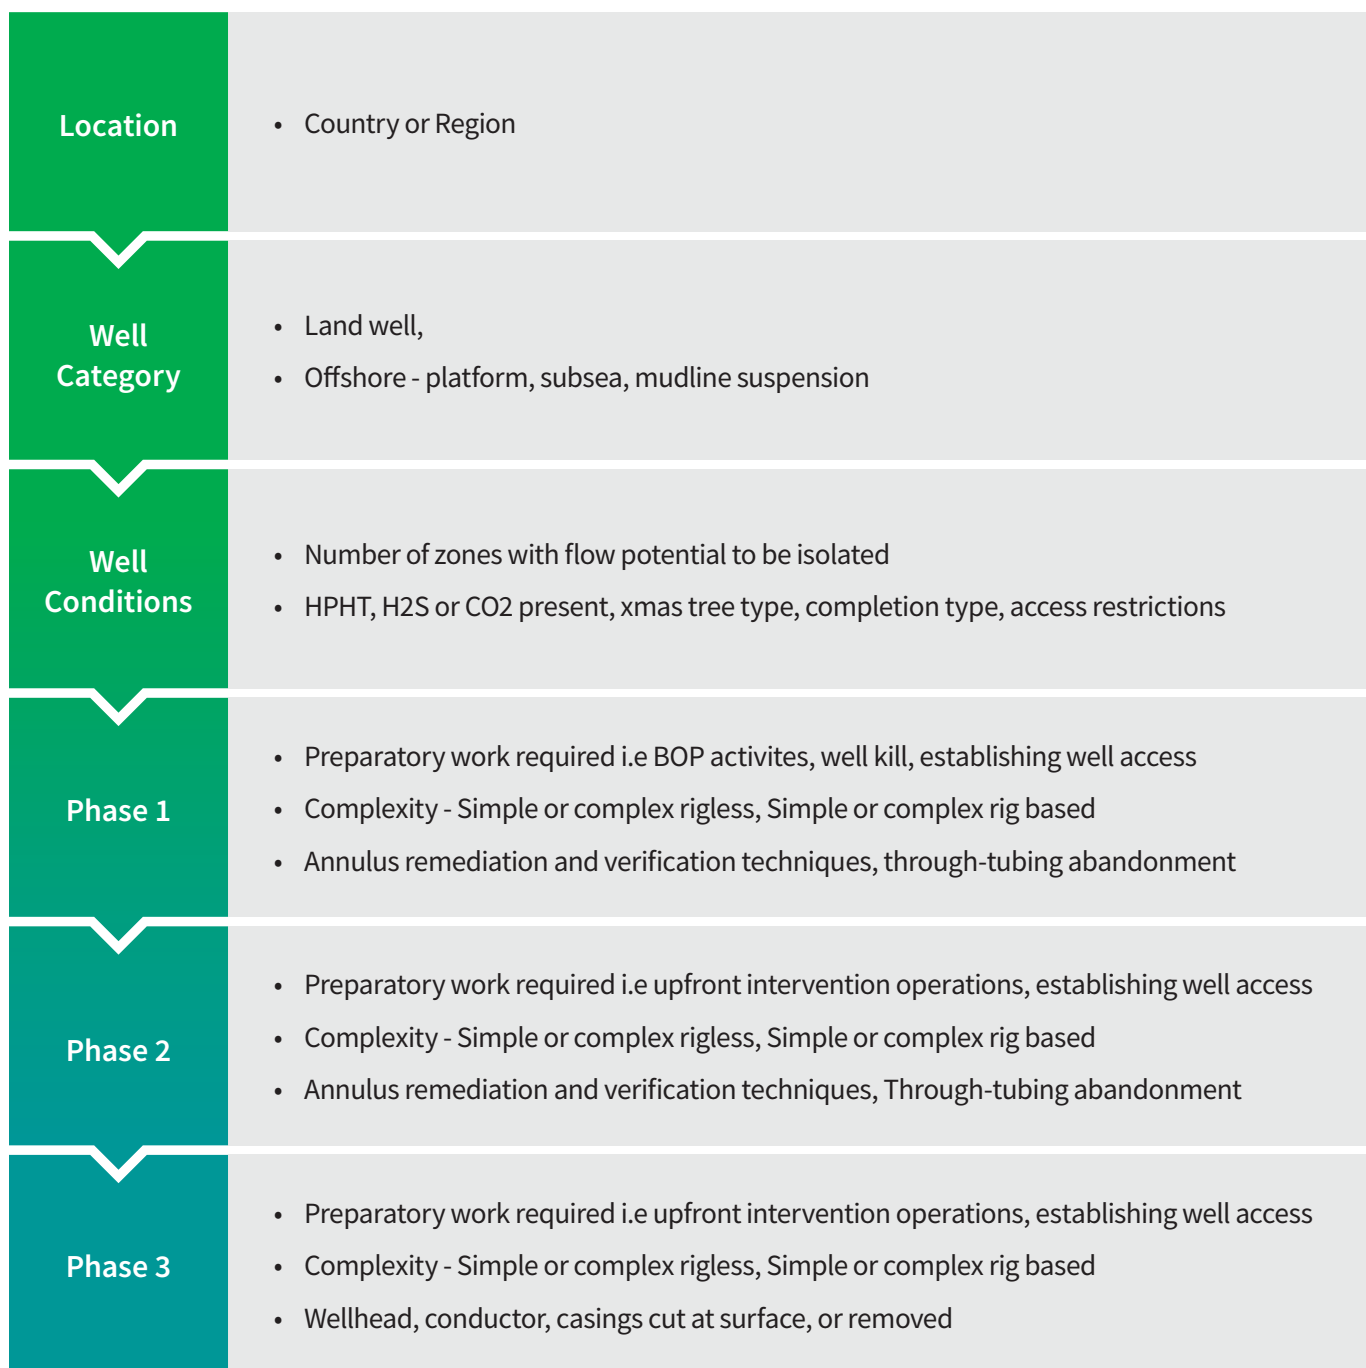 Location
• Country or Region
Well
Category
• Land well,
• Offshore - platform, subsea, mudline suspension
Well
Conditions
• Number of zones with flow potential to be isolated
• HPHT, H2S or CO2 present, xmas tree type, completion type, access restrictions
Phase 1
• Preparatory work required i.e BOP activites, well kill, establishing well access
• Complexity - Simple or complex rigless, Simple or complex rig based
• Annulus remediation and verification techniques, through-tubing abandonment
Phase 2
• Preparatory work required i.e upfront intervention operations, establishing well access
• Complexity - Simple or complex rigless, Simple or complex rig based
• Annulus remediation and verification techniques, Through-tubing abandonment
Phase 3
• Preparatory work required i.e upfront intervention operations, establishing well access
• Complexity - Simple or complex rigless, Simple or complex rig based
• Wellhead, conductor, casings cut at surface, or removed